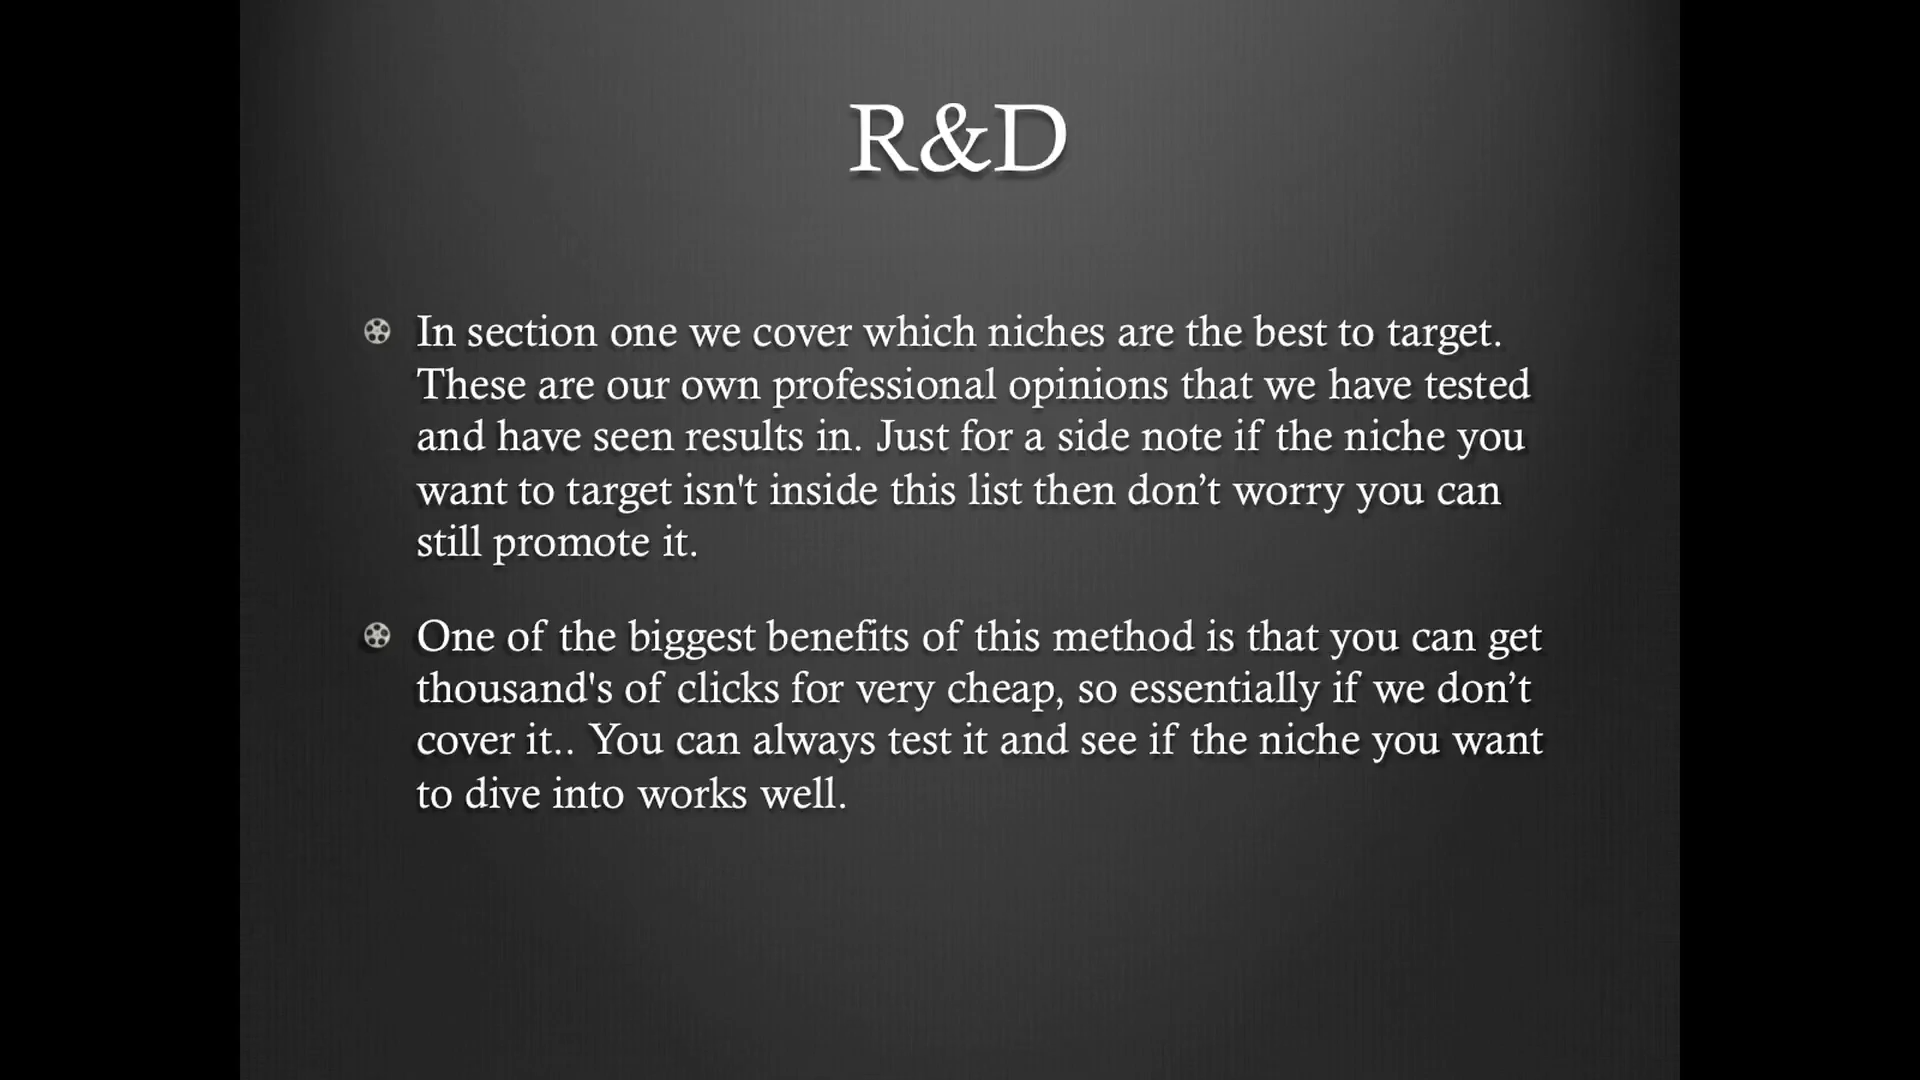 R&D
In section one we cover which niches are the best to target.
These are our own professional opinions that we have tested
and have seen results in. Just for a side note if the niche you
want to target isn't inside this list then don’t worry you can
still promote it.
One of the biggest benefits of this method is that you can get
thousand's of clicks for very cheap, so essentially if we don’t
cover it.. You can always test it and see if the niche you want
to dive into works well.